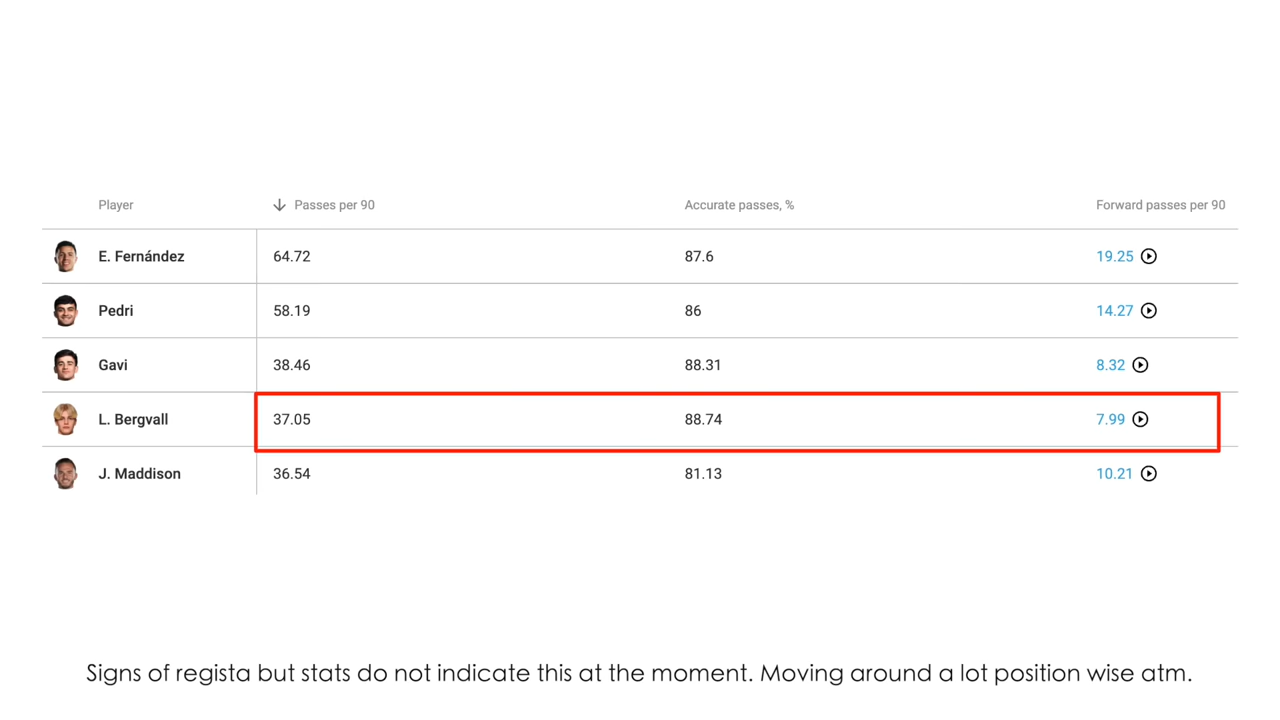 Player Passes per 90 Accurate passes, % Forward passes per 90
E. Fernández 64.72 87.6 19.25
Pedri 58.19 86 14.27
Gavi 38.46 88.31 8.32
L. Bergvall 37.05 88.74 7.99
J. Maddison 36.54 81.13 10.21
Signs of regista but stats do not indicate this at the moment. Moving around a lot position wise atm.